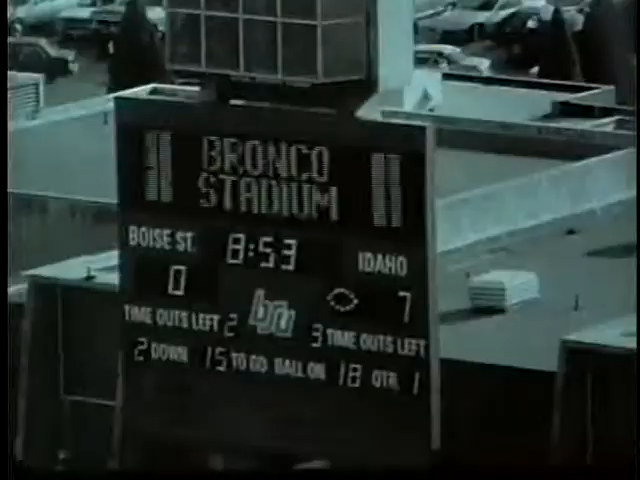 BRONCO
STADIUM
BOISE ST. 8:53 IDAHO
0 7
TIME OUTS LEFT 2 bsu 3 TIME OUTS LEFT
2 DOWN 15 TO GO BALL ON 18 QTR. 1